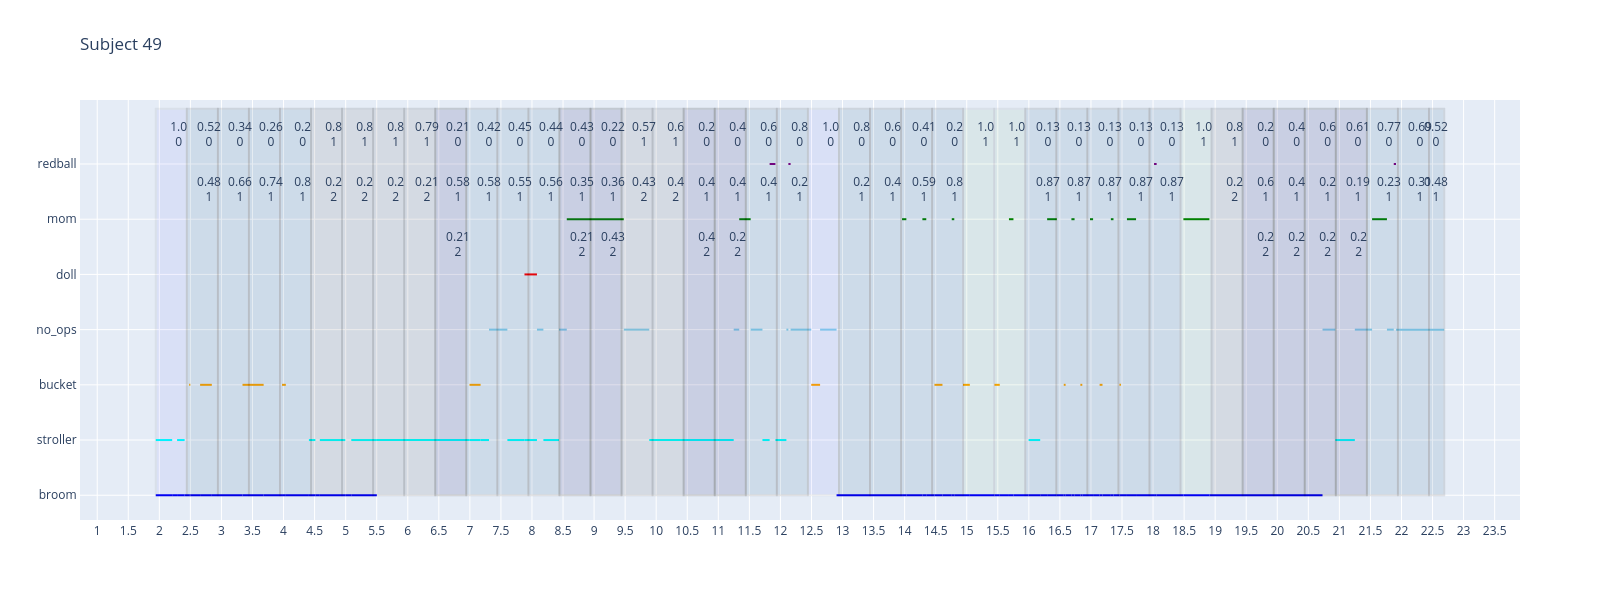 Subject 49
1.0 0.52 0.34 0.26 0.2 0.8 0.8 0.8 0.79 0.21 0.42 0.45 0.44 0.43 0.22 0.57 0.6 0.2 0.4 0.6 0.8 1.0 0.8 0.6 0.41 0.2 1.0 1.0 0.13 0.13 0.13 0.13 0.13 1.0 0.8 0.2 0.4 0.6 0.61 0.77 0.69 0.52
0 0 0 0 0 1 1 1 1 0 0 0 0 0 0 1 1 0 0 0 0 0 0 0 0 0 1 1 0 0 0 0 0 1 1 0 0 0 0 0 0 0
redball
0.48 0.66 0.74 0.8 0.2 0.2 0.2 0.21 0.58 0.58 0.55 0.56 0.35 0.36 0.43 0.4 0.4 0.4 0.4 0.2 0.2 0.4 0.59 0.8 0.87 0.87 0.87 0.87 0.87 0.2 0.6 0.4 0.2 0.19 0.23 0.31 0.48
1 1 1 1 2 2 2 2 1 1 1 1 1 1 2 2 1 1 1 1 1 1 1 1 1 1 1 1 1 2 1 1 1 1 1 1 1
mom
0.21 0.21 0.43 0.4 0.2 0.2 0.2 0.2 0.2
2 2 2 2 2 2 2 2 2
doll
no_ops
bucket
stroller
broom
1 1.5 2 2.5 3 3.5 4 4.5 5 5.5 6 6.5 7 7.5 8 8.5 9 9.5 10 10.5 11 11.5 12 12.5 13 13.5 14 14.5 15 15.5 16 16.5 17 17.5 18 18.5 19 19.5 20 20.5 21 21.5 22 22.5 23 23.5